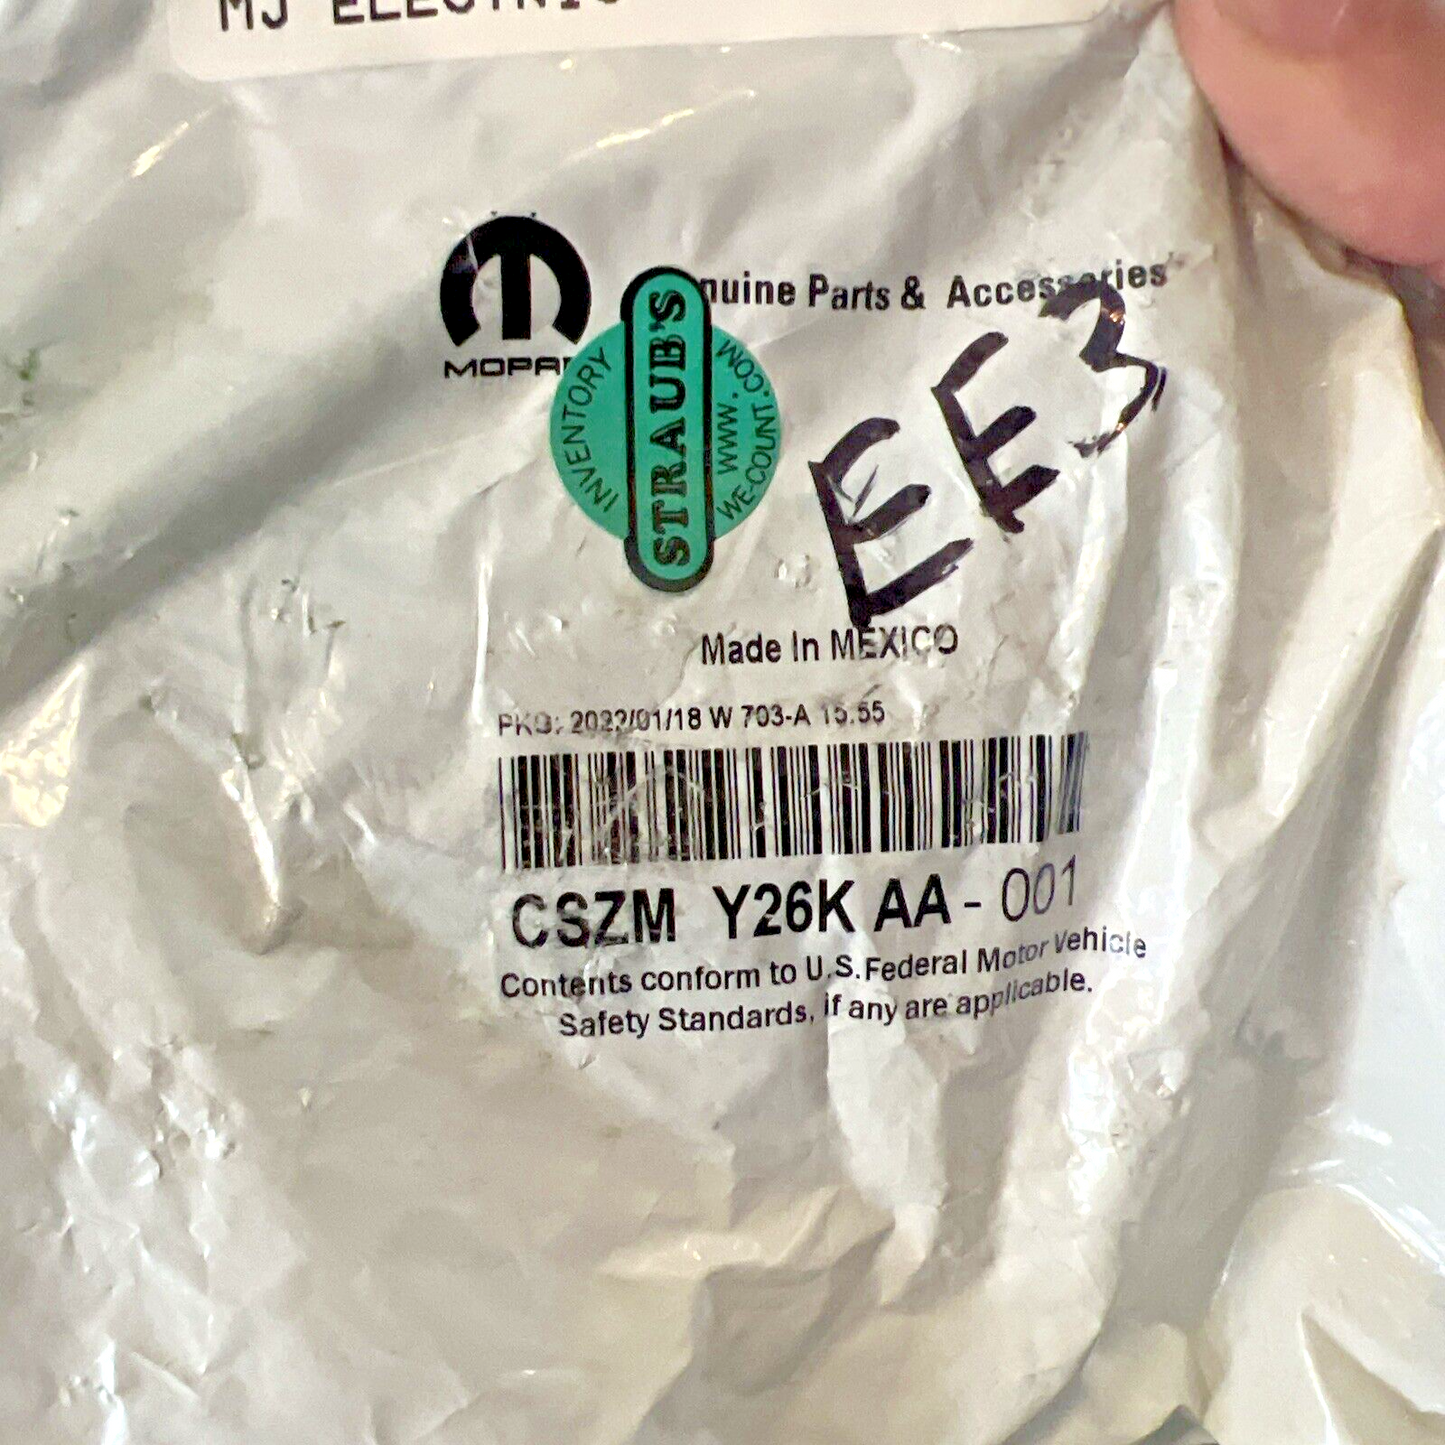 MJ ELECTRIC
MOPAR
Genuine Parts & Accessories
INVENTORY
STRAUB'S
WWW.
WE-COUNT.COM
EE3
Made In MEXICO
PKG: 2022/01/18 W 703-A 15:55
CSZM Y26K AA - 001
Contents conform to U.S. Federal Motor Vehicle
Safety Standards, if any are applicable.